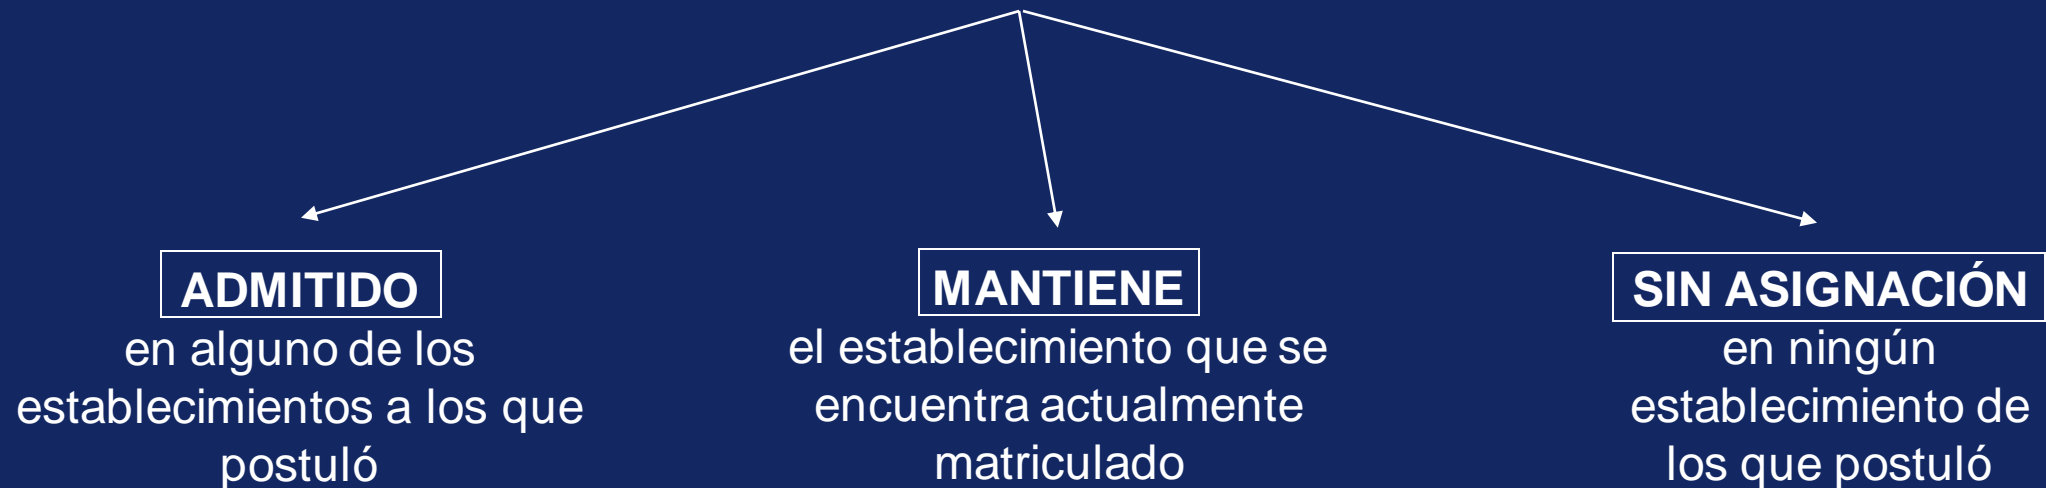 ADMITIDO
en alguno de los
establecimientos a los que
postuló
MANTIENE
el establecimiento que se
encuentra actualmente
matriculado
SIN ASIGNACIÓN
en ningún
establecimiento de
los que postuló